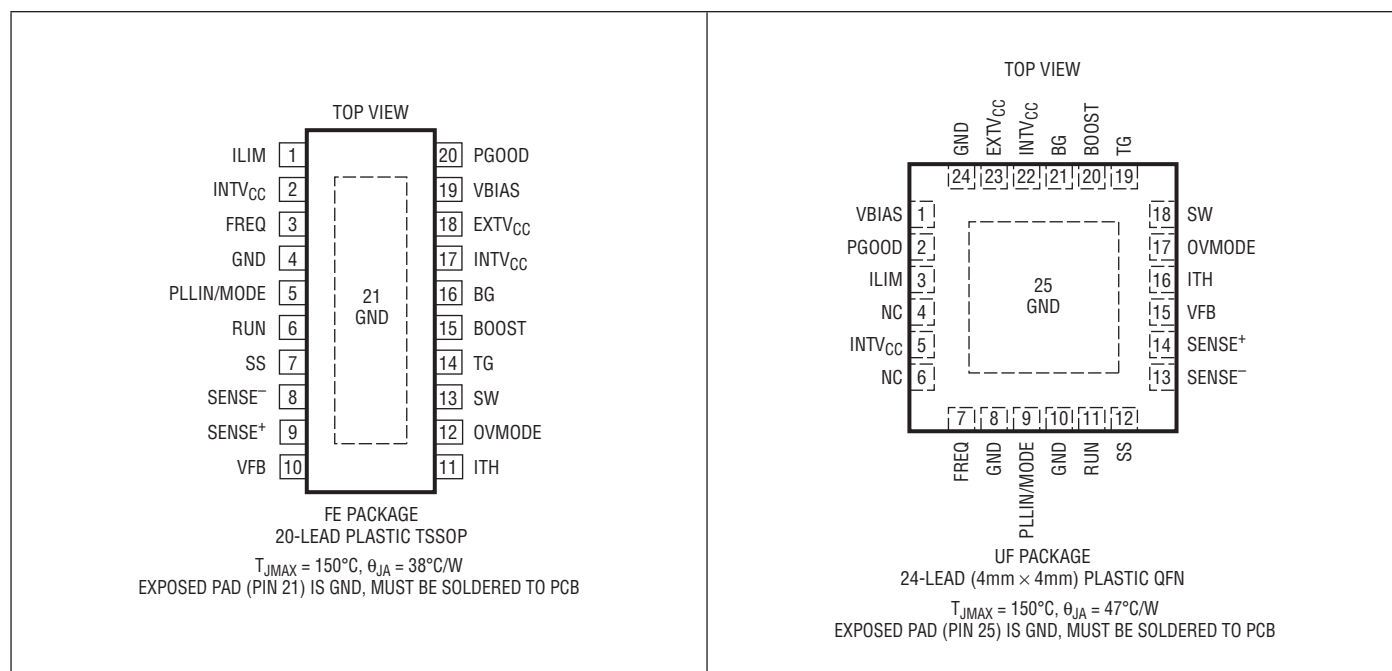 TOP VIEW
ILIM 1
INTVCC 2
FREQ 3
GND 4
PLLIN/MODE 5
RUN 6
SS 7
SENSE– 8
SENSE+ 9
VFB 10
20 PGOOD
19 VBIAS
18 EXTVCC
17 INTVCC
16 BG
15 BOOST
14 TG
13 SW
12 OVMODE
11 ITH
21
GND
FE PACKAGE
20-LEAD PLASTIC TSSOP
TJMAX = 150°C, θJA = 38°C/W
EXPOSED PAD (PIN 21) IS GND, MUST BE SOLDERED TO PCB
TOP VIEW
GND
EXTVCC
INTVCC
BG
BOOST
TG
24 23 22 21 20 19
VBIAS 1
PGOOD 2
ILIM 3
NC 4
INTVCC 5
NC 6
18 SW
17 OVMODE
16 ITH
15 VFB
14 SENSE+
13 SENSE–
25
GND
7 8 9 10 11 12
FREQ
GND
PLLIN/MODE
GND
RUN
SS
UF PACKAGE
24-LEAD (4mm × 4mm) PLASTIC QFN
TJMAX = 150°C, θJA = 47°C/W
EXPOSED PAD (PIN 25) IS GND, MUST BE SOLDERED TO PCB